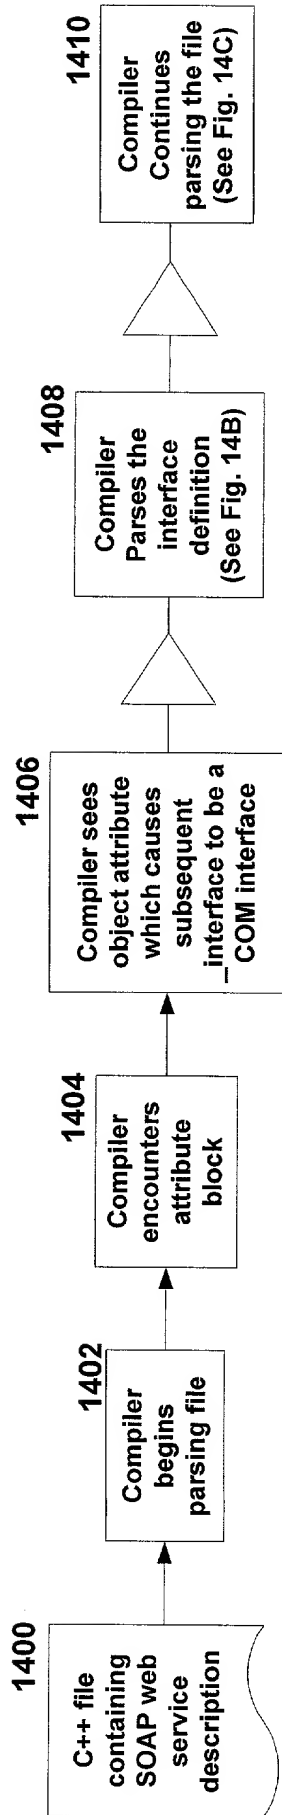 1400
C++ file
containing
SOAP web
service
description
1402
Compiler
begins
parsing file
1404
Compiler
encounters
attribute
block
1406
Compiler sees
object attribute
which causes
subsequent
_interface to be a
COM interface
1408
Compiler
Parses the
interface
definition
(See Fig. 14B)
1410
Compiler
Continues
parsing the file
(See Fig. 14C)